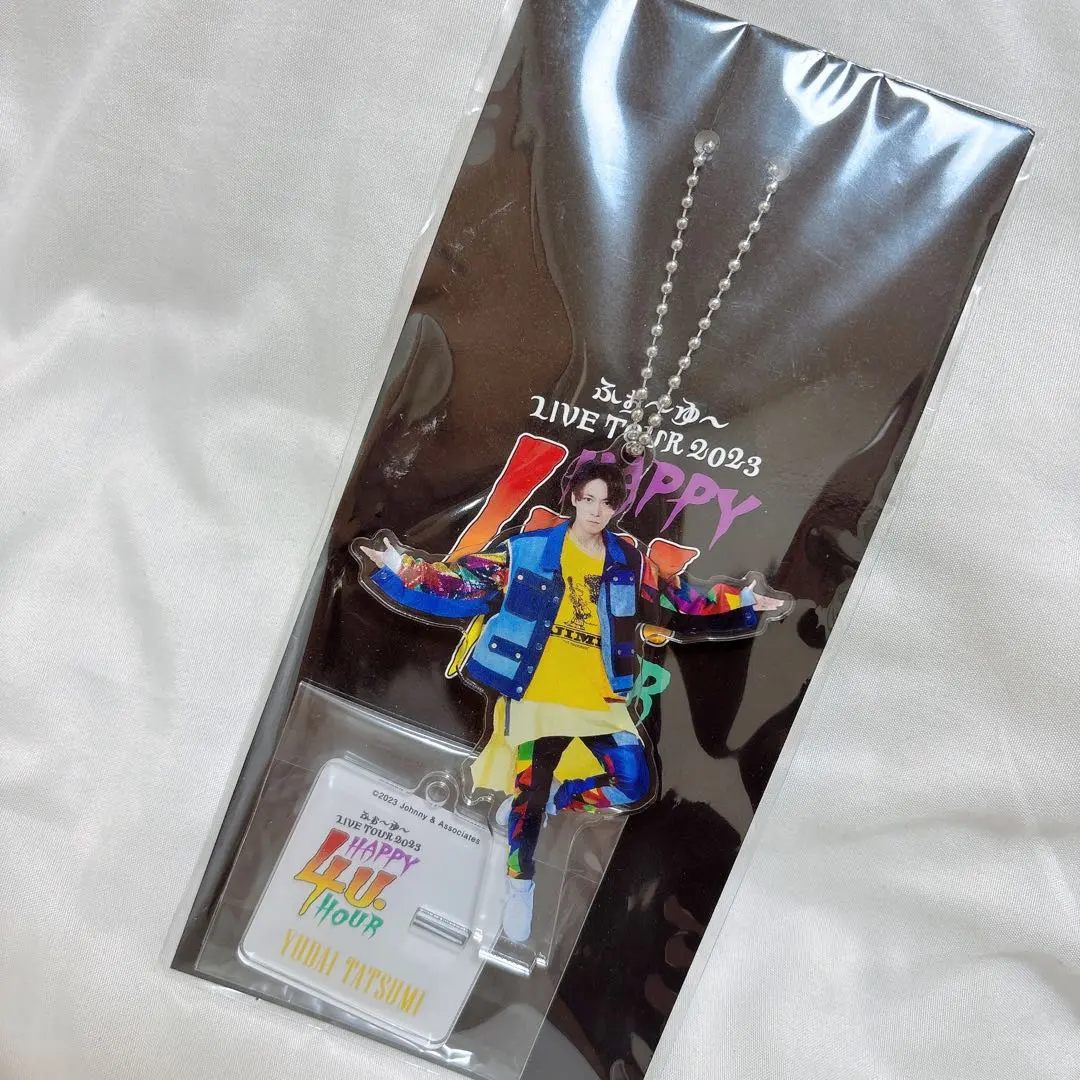 ふぉ〜ゆ〜
LIVE TOUR 2023
HAPPY
©2023 Johnny & Associates
ふぉ〜ゆ〜
LIVE TOUR 2023
HAPPY
4U.
HOUR
YUDAI TATSUMI